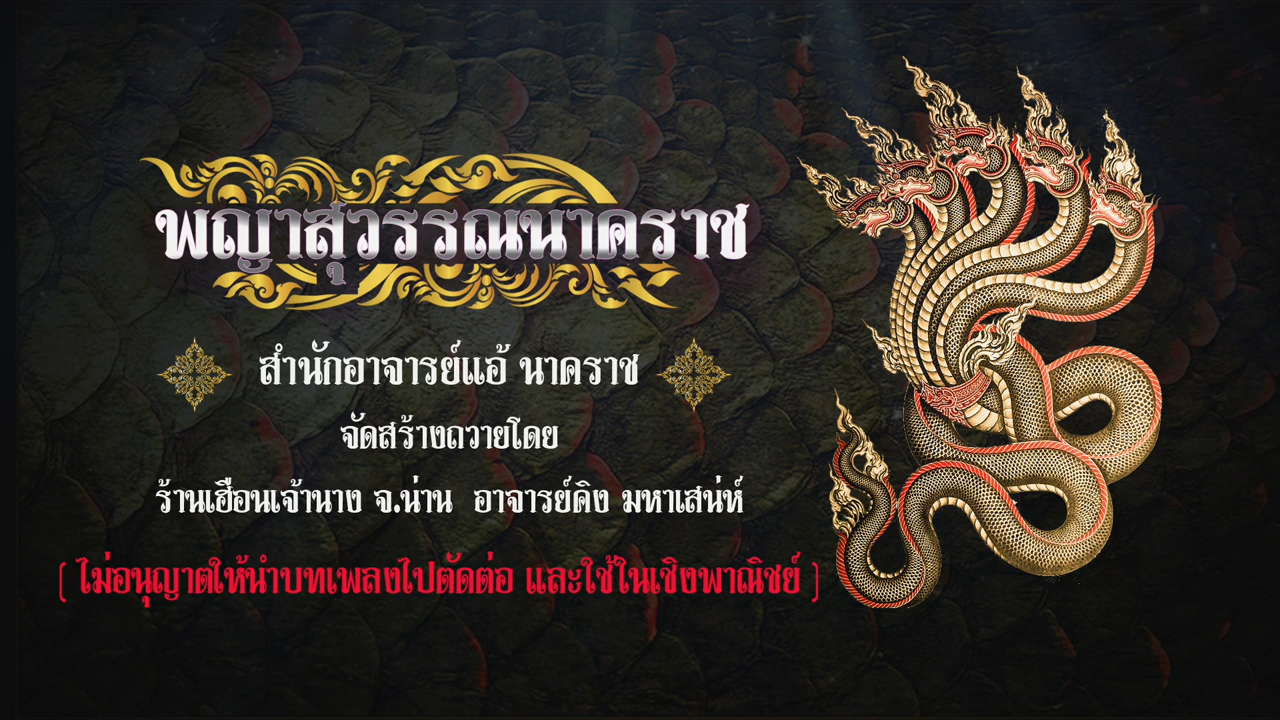 พญาสุวรรณนาคราช
สำนักอาจารย์แอ้ นาคราช
จัดสร้างถวายโดย
ร้านเฮือนเจ้านาง จ.น่าน อาจารย์คิง มหาเสน่ห์
( ไม่อนุญาตให้นำบทเพลงไปตัดต่อ และใช้ในเชิงพาณิชย์ )